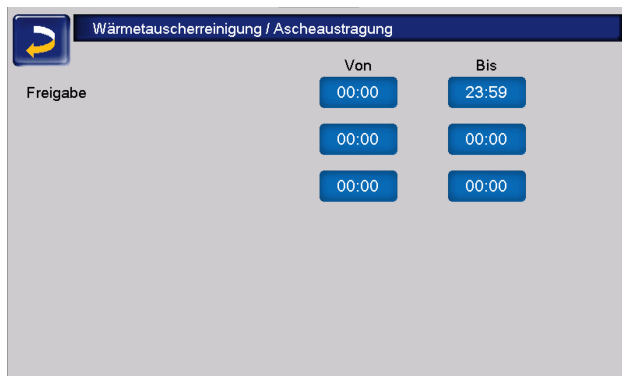 Wärmetauscherreinigung / Ascheaustragung
Von Bis
Freigabe 00:00 23:59
00:00 00:00
00:00 00:00